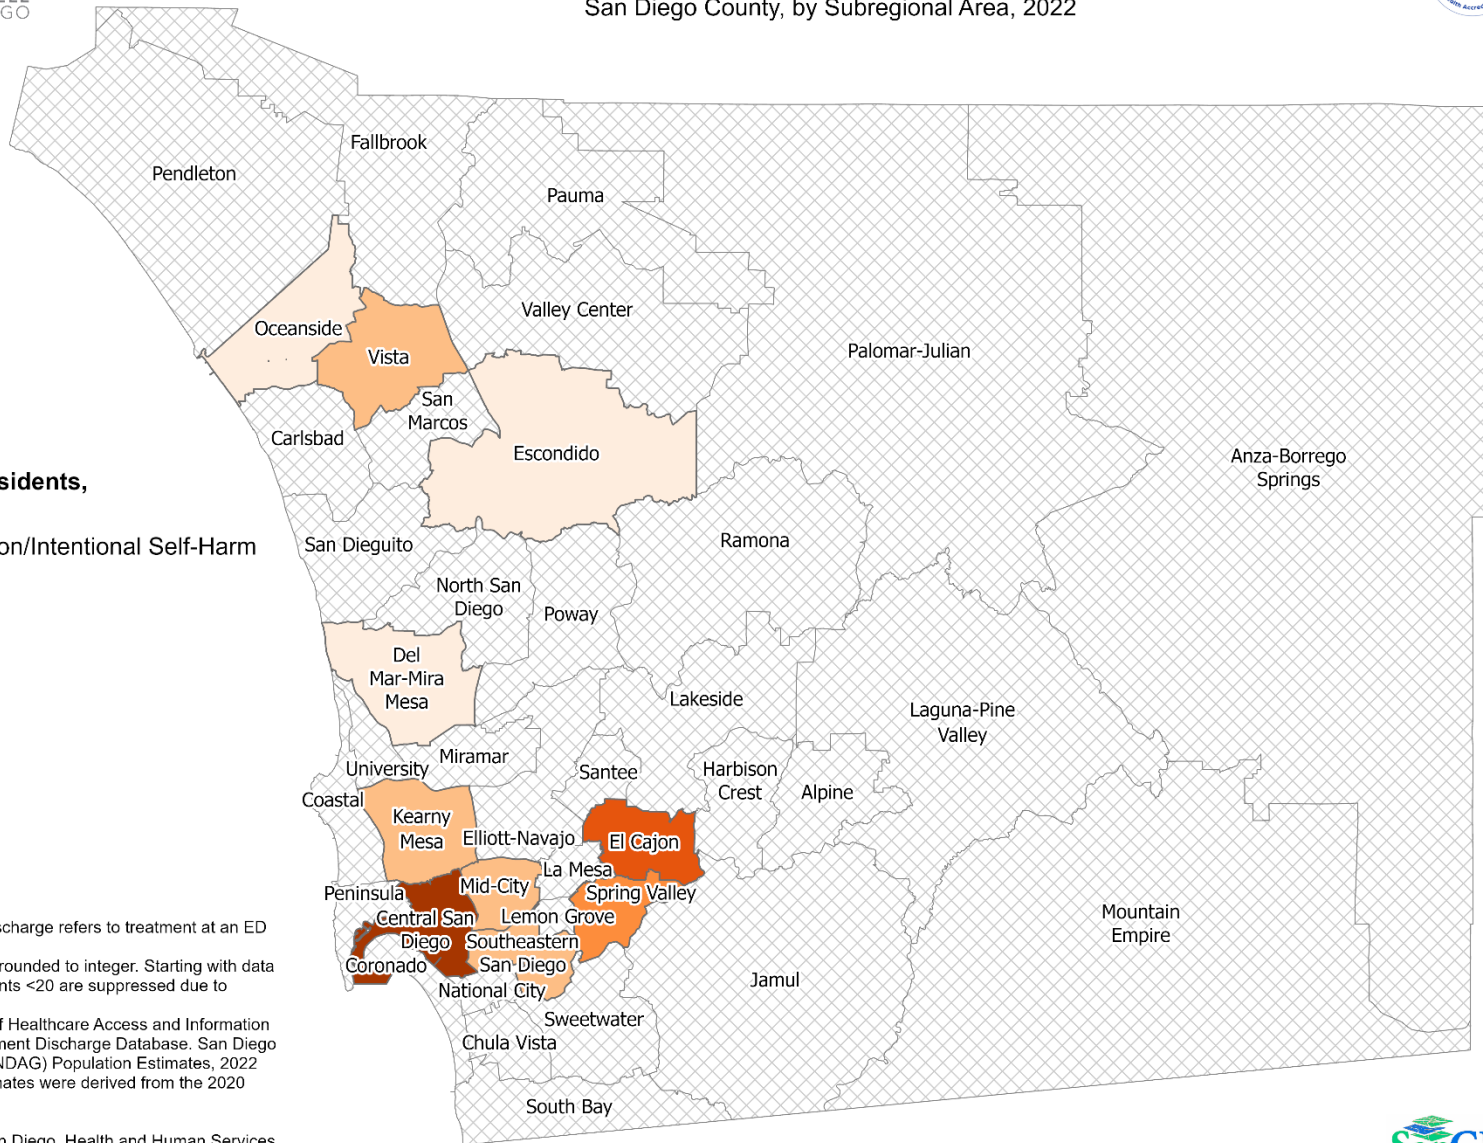 GO
San Diego County, by Subregional Area, 2022
Fallbrook
Pendleton
Pauma
Valley Center
Oceanside
Vista
Palomar-Julian
San
Marcos
Carlsbad
Escondido
Anza-Borrego
Springs
sidents,
on/Intentional Self-Harm
San Dieguito
Ramona
North San
Diego
Poway
Del
Mar-Mira
Mesa
Lakeside
Laguna-Pine
Valley
Miramar
University
Santee
Harbison
Crest
Alpine
Coastal
Kearny
Mesa
Elliott-Navajo
El Cajon
La Mesa
Peninsula
Mid-City
Spring Valley
Central San
Diego
Lemon Grove
Mountain
Empire
Southeastern
San Diego
Coronado
National City
Jamul
Sweetwater
Chula Vista
South Bay
scharge refers to treatment at an ED
rounded to integer. Starting with data
nts <20 are suppressed due to
f Healthcare Access and Information
nent Discharge Database. San Diego
NDAG) Population Estimates, 2022
nates were derived from the 2020
n Diego, Health and Human Services